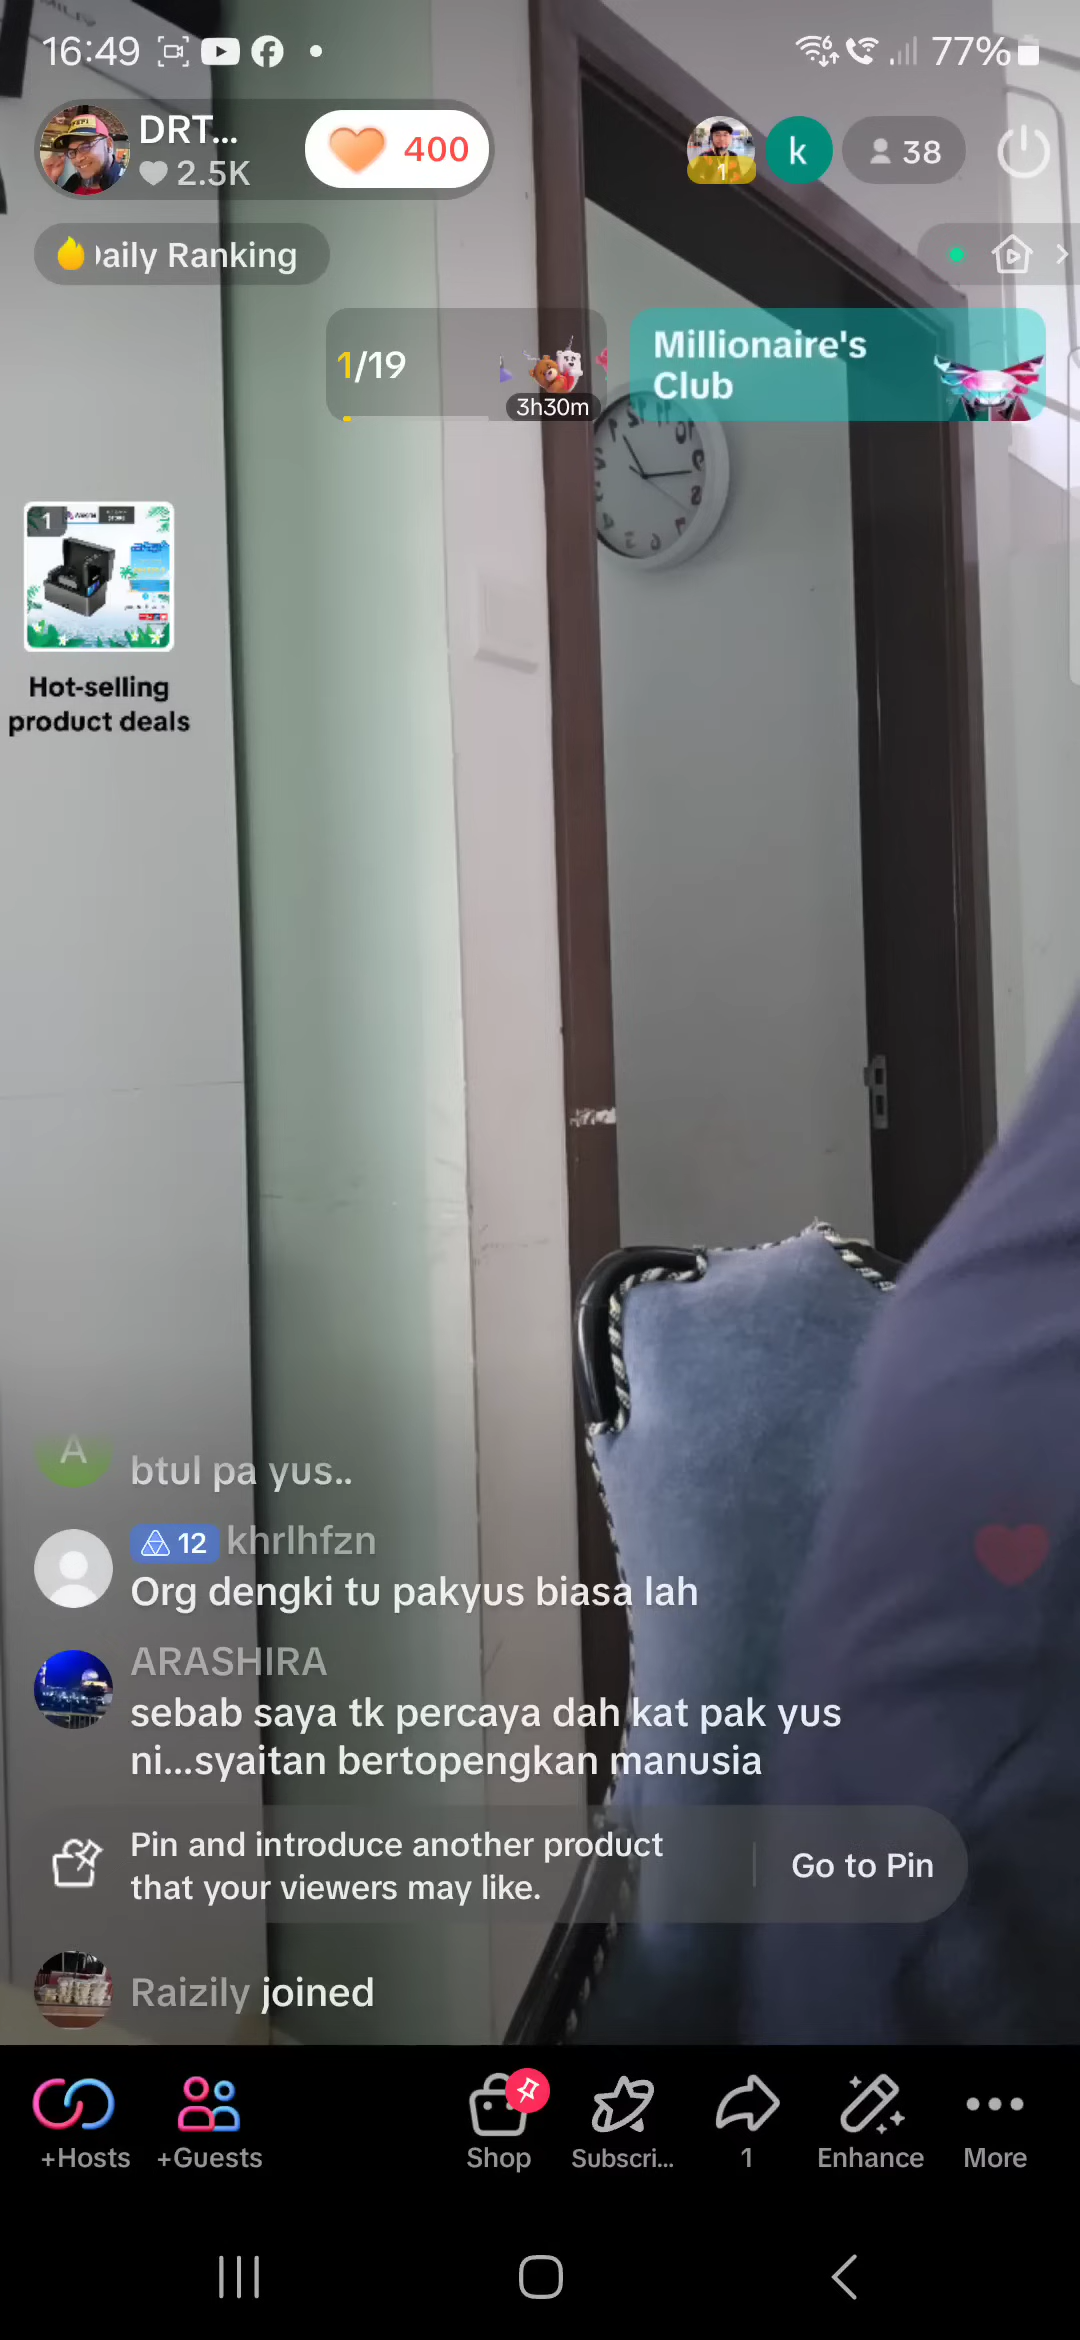 16:49
77%
DRT...
2.5K
400
1
k
38
aily Ranking
1/19
3h30m
Millionaire's
Club
1
Hot-selling
product deals
A
btul pa yus..
12 khrlhfzn
Org dengki tu pakyus biasa lah
ARASHIRA
sebab saya tk percaya dah kat pak yus
ni...syaitan bertopengkan manusia
Pin and introduce another product
that your viewers may like.
Go to Pin
Raizily joined
+Hosts
+Guests
Shop
Subscri...
1
Enhance
More